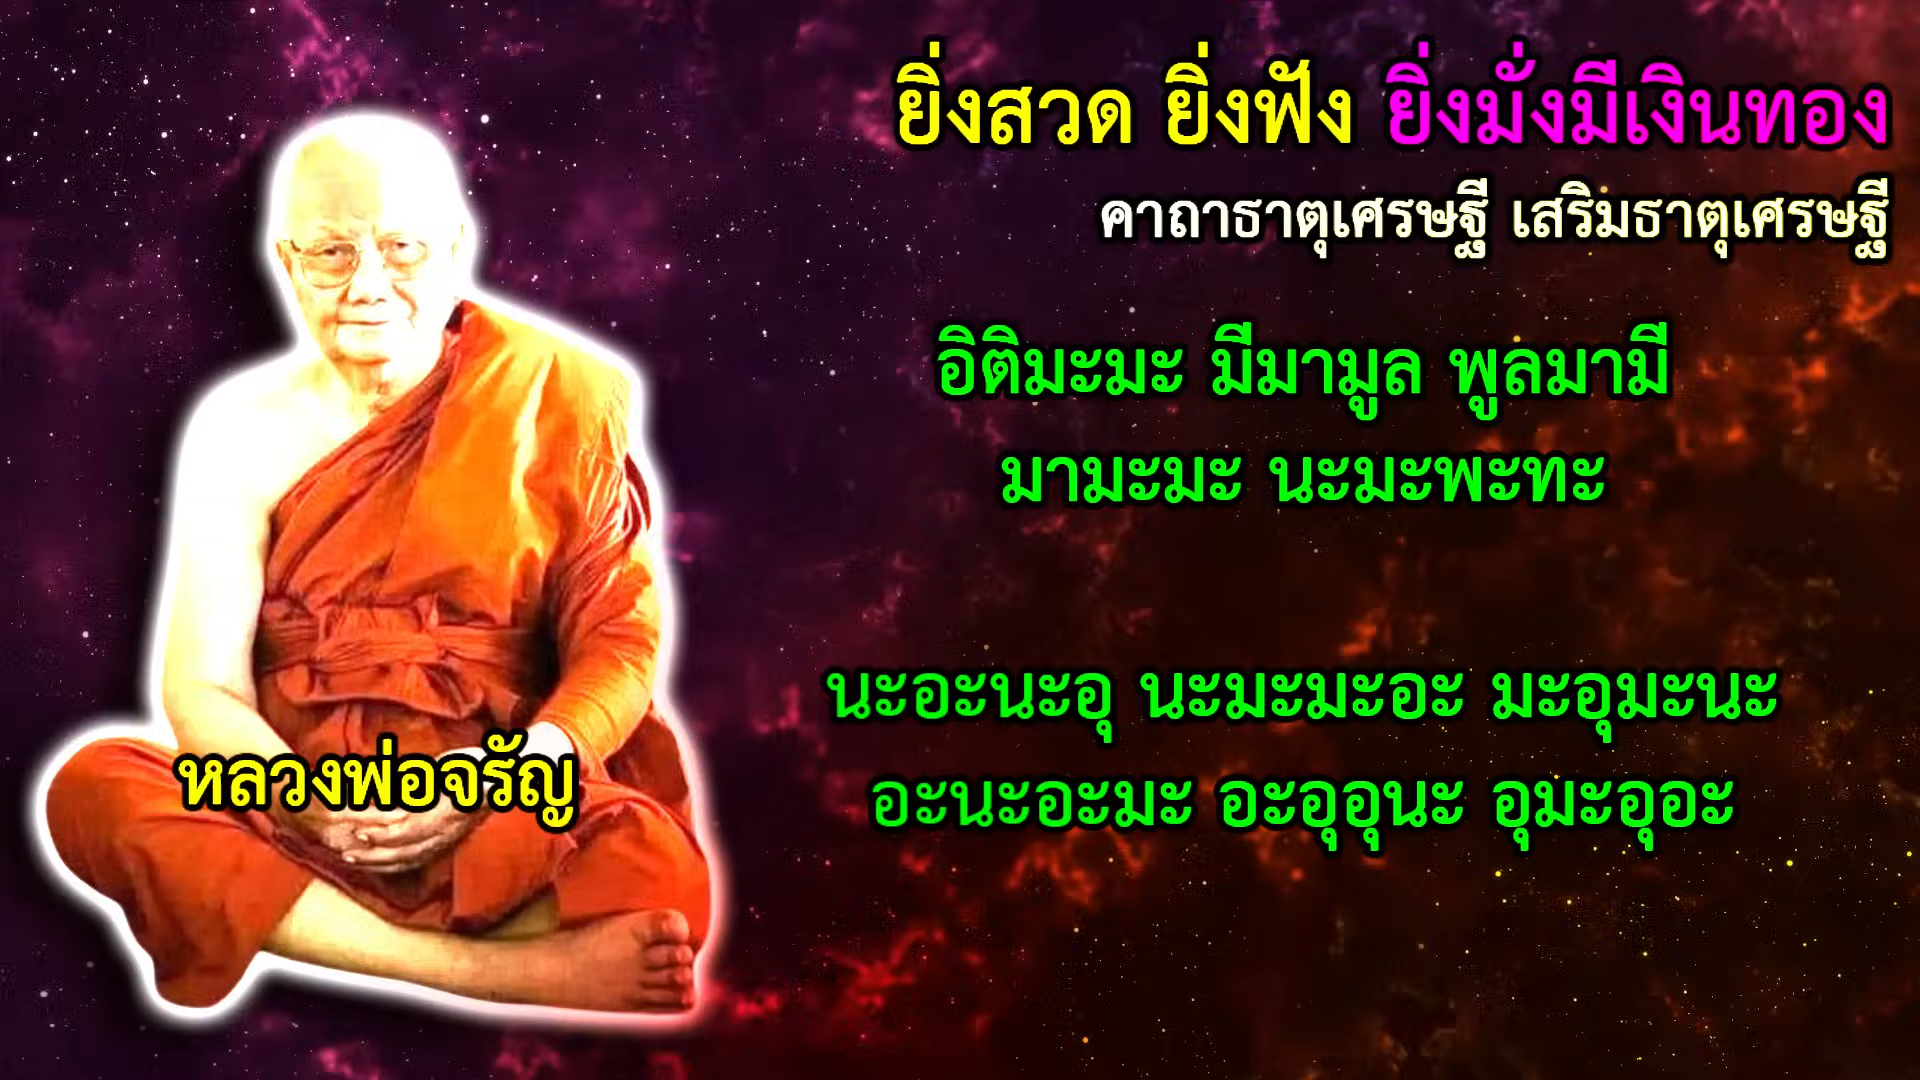 ยิ่งสวด ยิ่งฟัง ยิ่งมั่งมีเงินทอง
คาถาธาตุเศรษฐี เสริมธาตุเศรษฐี
อิติมะมะ มีมามูล พูลมามี
มามะมะ นะมะพะทะ
นะอะนะอุ นะมะมะอะ มะอุมะนะ
อะนะอะมะ อะอุอุนะ อุมะอุอะ
หลวงพ่อจรัญ